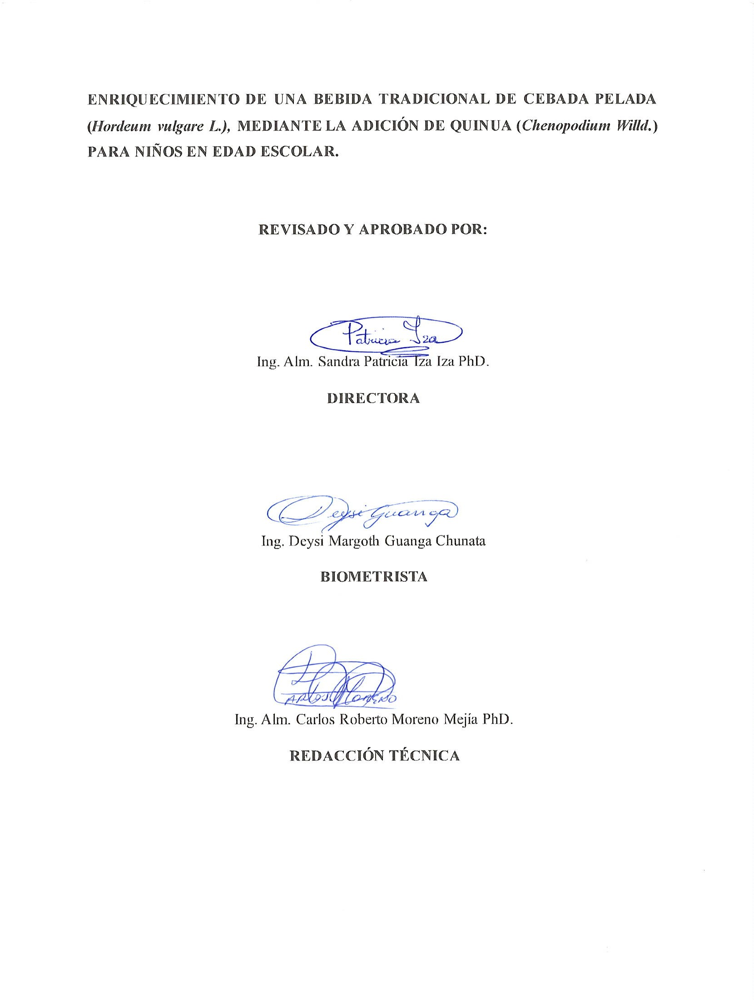 ENRIQUECIMIENTO DE UNA BEBIDA TRADICIONAL DE CEBADA PELADA
(Hordeum vulgare L.), MEDIANTE LA ADICIÓN DE QUINUA (Chenopodium Willd.)
PARA NIÑOS EN EDAD ESCOLAR.
REVISADO Y APROBADO POR:
Patricia Iza
Ing. Alm. Sandra Patricia Iza Iza PhD.
DIRECTORA
Deysi Guanga
Ing. Deysi Margoth Guanga Chunata
BIOMETRISTA
Carlos Moreno
Ing. Alm. Carlos Roberto Moreno Mejía PhD.
REDACCIÓN TÉCNICA